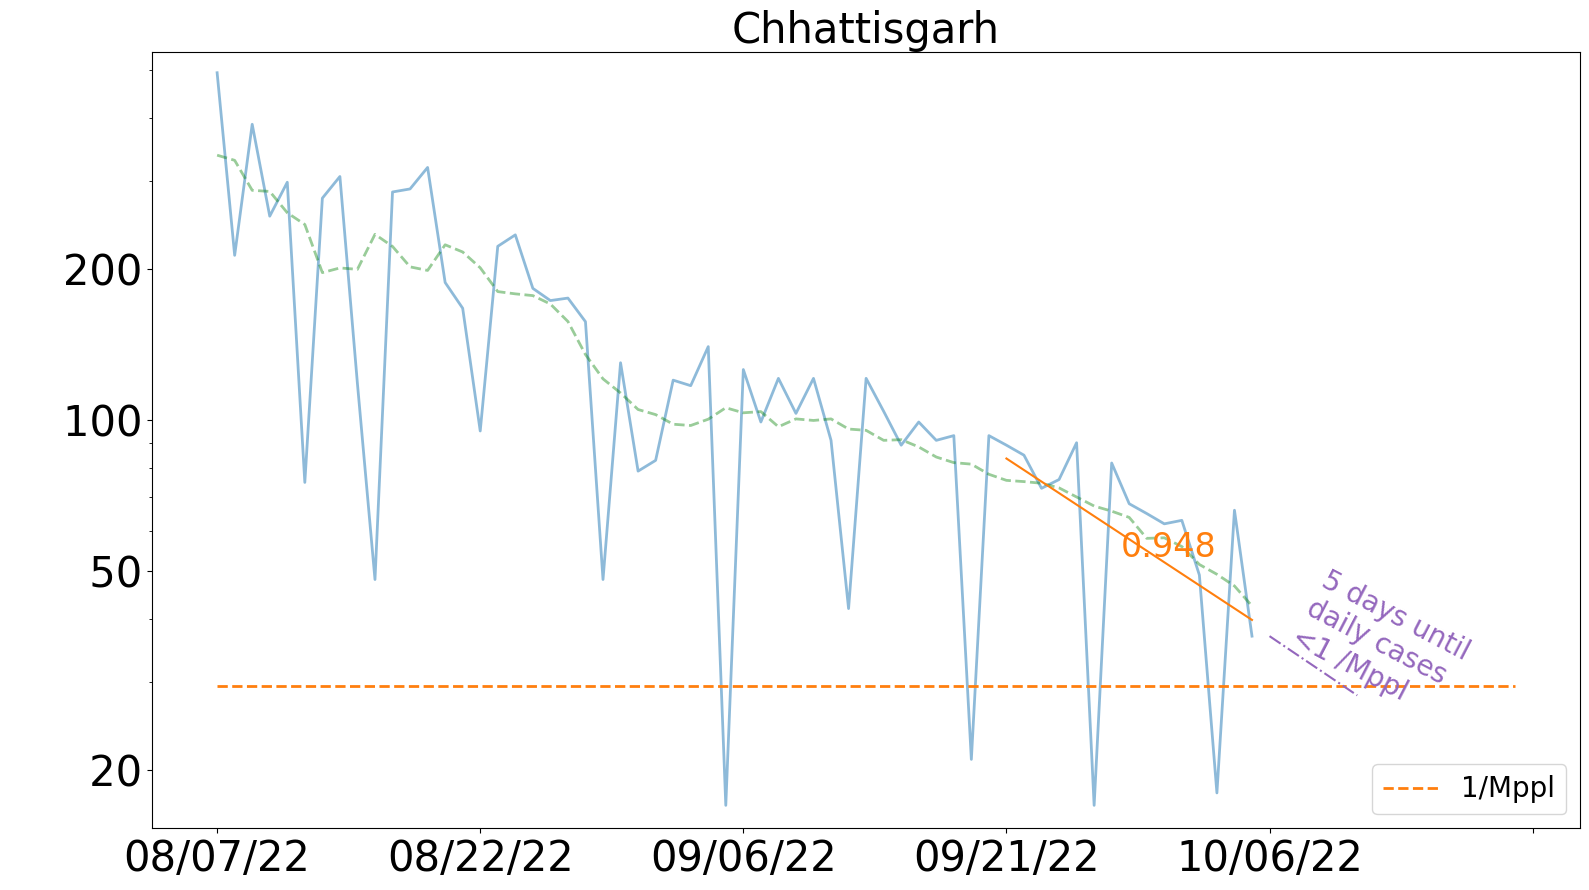 Chhattisgarh
200
100
50
20
0.948
5 days until
daily cases
<1 /Mppl
1/Mppl
08/07/22 08/22/22 09/06/22 09/21/22 10/06/22